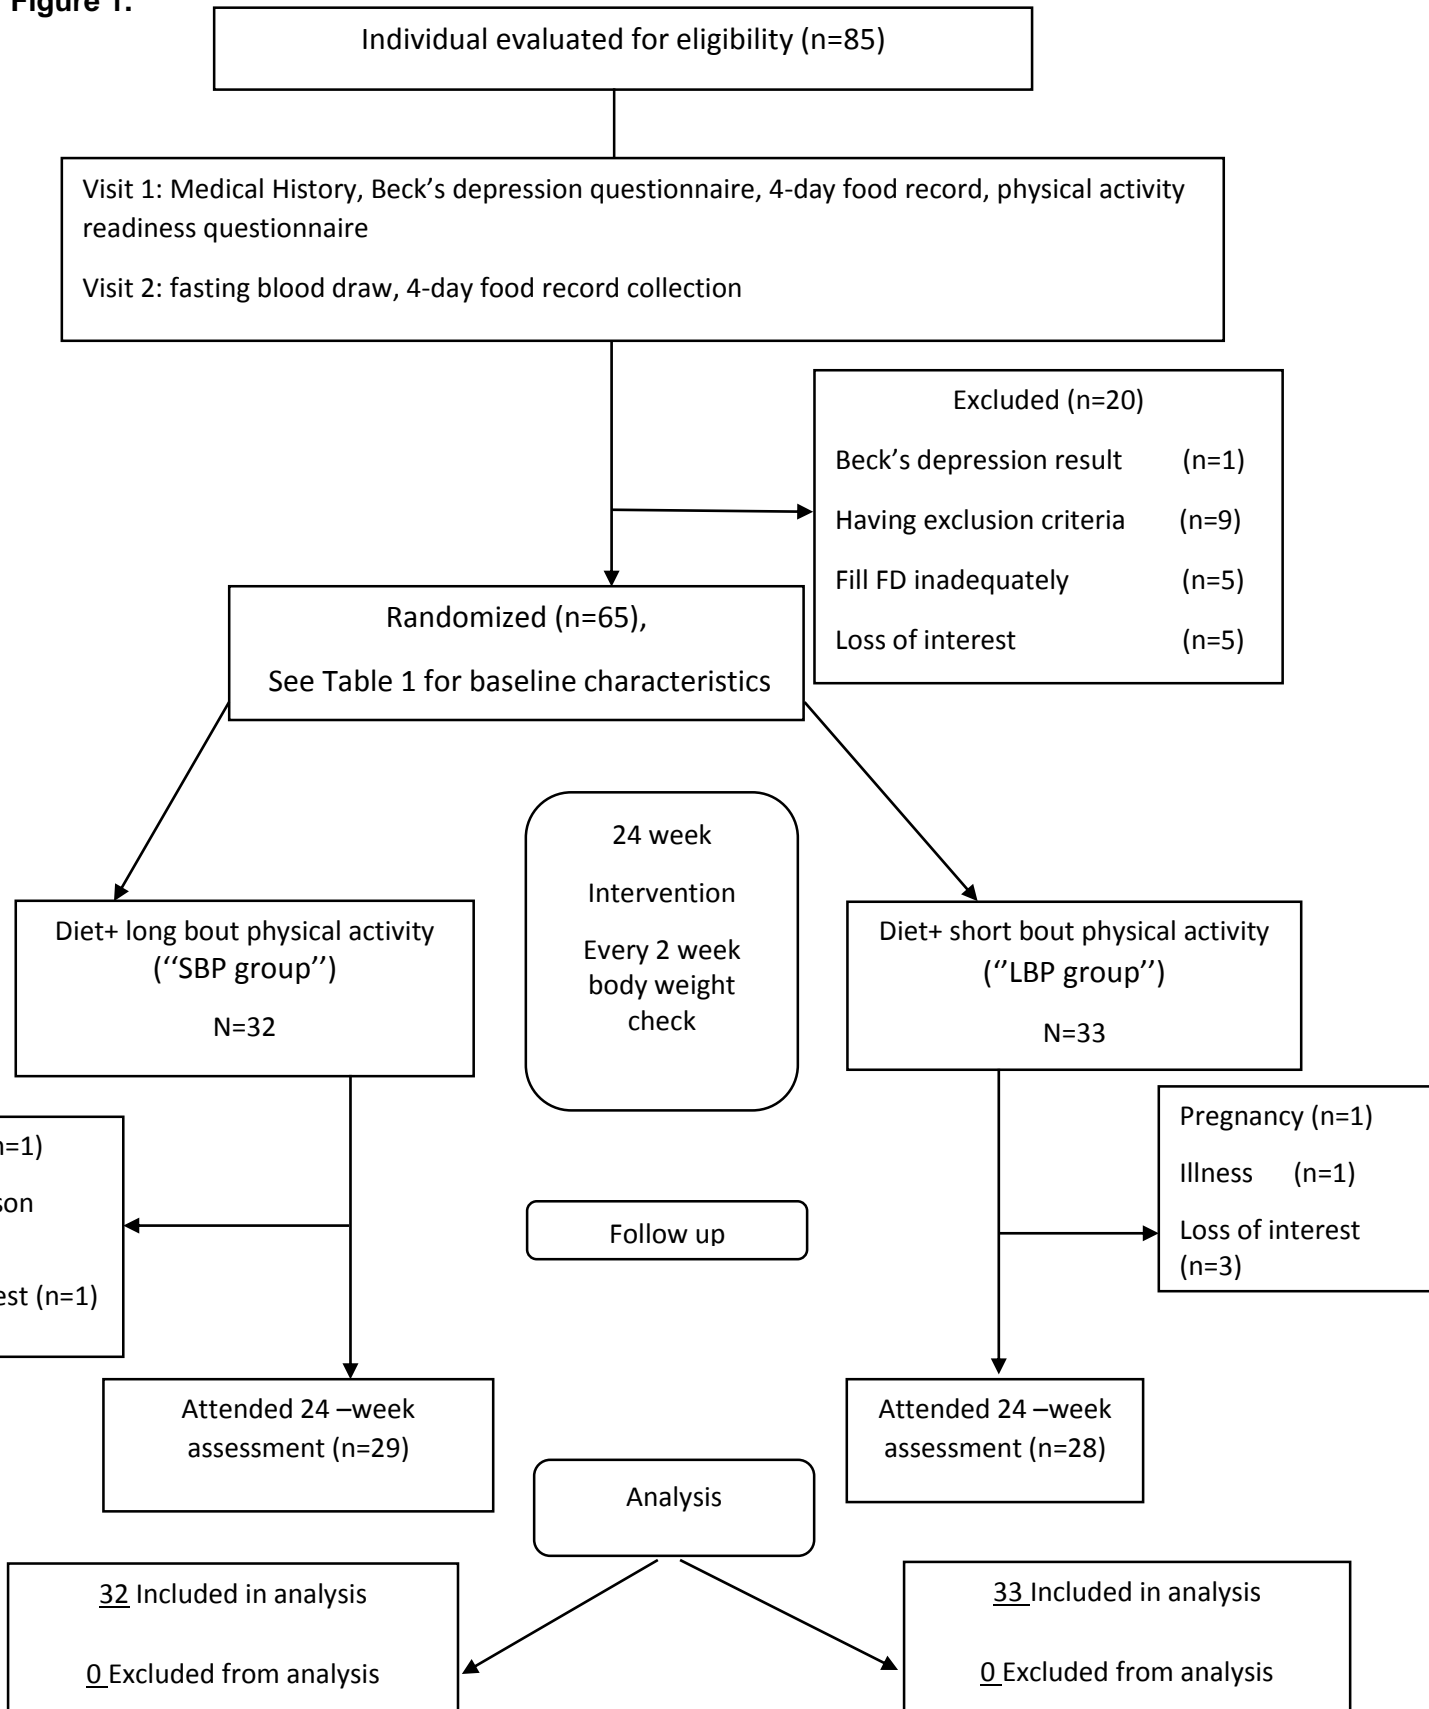 Figure 1.
Individual evaluated for eligibility (n=85)
Visit 1: Medical History, Beck’s depression questionnaire, 4-day food record, physical activity
readiness questionnaire
Visit 2: fasting blood draw, 4-day food record collection
Excluded (n=20)
Beck’s depression result (n=1)
Having exclusion criteria (n=9)
Fill FD inadequately (n=5)
Loss of interest (n=5)
Randomized (n=65),
See Table 1 for baseline characteristics
24 week
Intervention
Every 2 week
body weight
check
Diet+ long bout physical activity
(‘‘SBP group’’)
N=32
Diet+ short bout physical activity
(‘’LBP group’’)
N=33
n=1)
son
est (n=1)
Follow up
Pregnancy (n=1)
Illness (n=1)
Loss of interest
(n=3)
Attended 24 –week
assessment (n=29)
Attended 24 –week
assessment (n=28)
Analysis
32 Included in analysis
0 Excluded from analysis
33 Included in analysis
0 Excluded from analysis